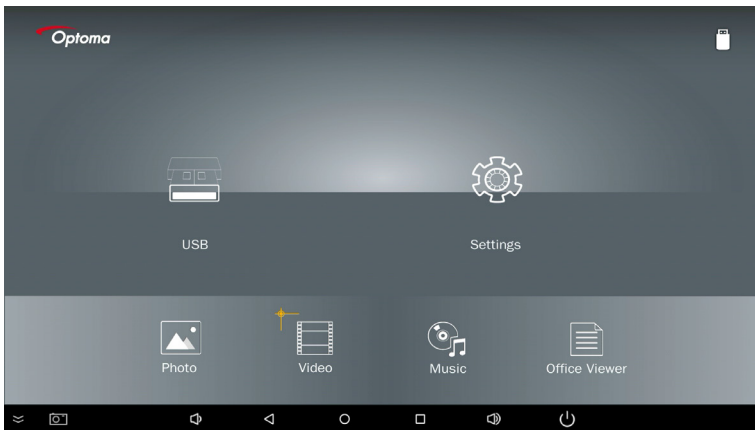 Optoma
USB
Settings
Photo
Video
Music
Office Viewer